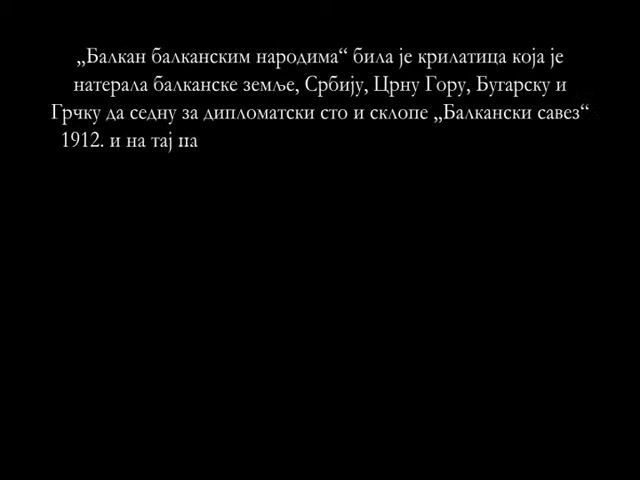 „Балкан балканским народима“ била је крилатица која је
натерала балканске земље, Србију, Црну Гору, Бугарску и
Грчку да седну за дипломатски сто и склопе „Балкански савез“
1912. и на тај па